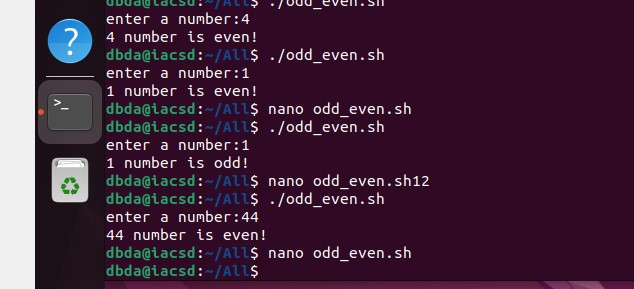 ./odd_even.sh
enter a number:4
4 number is even!
dbda@iacsd:~/All$ ./odd_even.sh
enter a number:1
1 number is even!
dbda@iacsd:~/All$ nano odd_even.sh
dbda@iacsd:~/All$ ./odd_even.sh
enter a number:1
1 number is odd!
dbda@iacsd:~/All$ nano odd_even.sh12
dbda@iacsd:~/All$ ./odd_even.sh
enter a number:44
44 number is even!
dbda@iacsd:~/All$ nano odd_even.sh
dbda@iacsd:~/All$